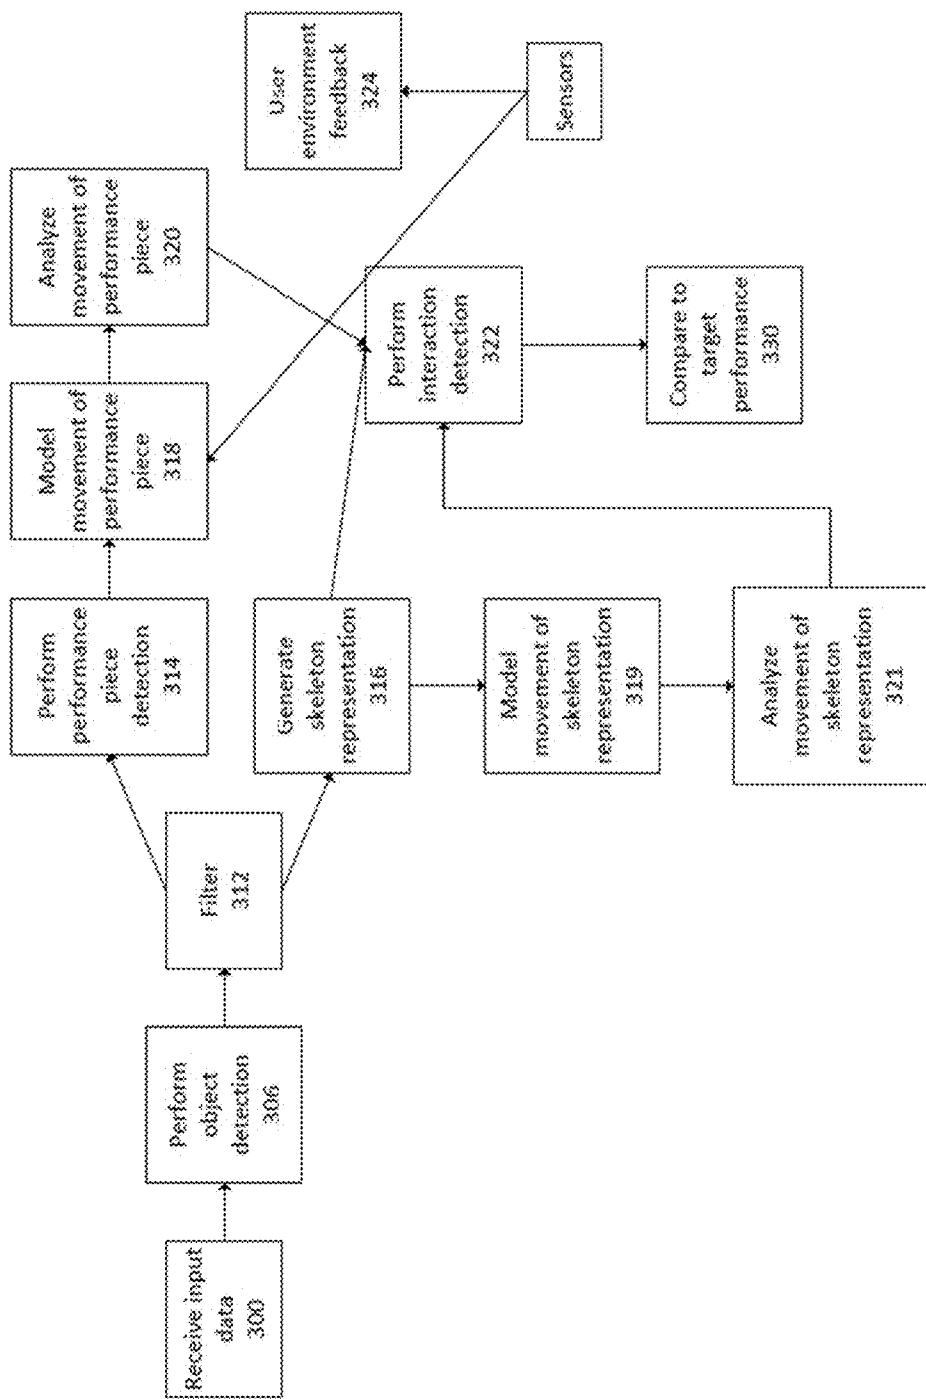 Receive input
data
300
Perform
object
detection
306
Filter
312
Perform
performance
piece
detection
314
Model
movement of
performance
piece
318
Analyze
movement of
performance
piece
320
Generate
skeleton
representation
316
Model
movement of
skeleton
representation
319
Analyze
movement of
skeleton
representation
321
Perform
interaction
detection
322
Compare to
target
performance
330
User
environment
feedback
324
Sensors